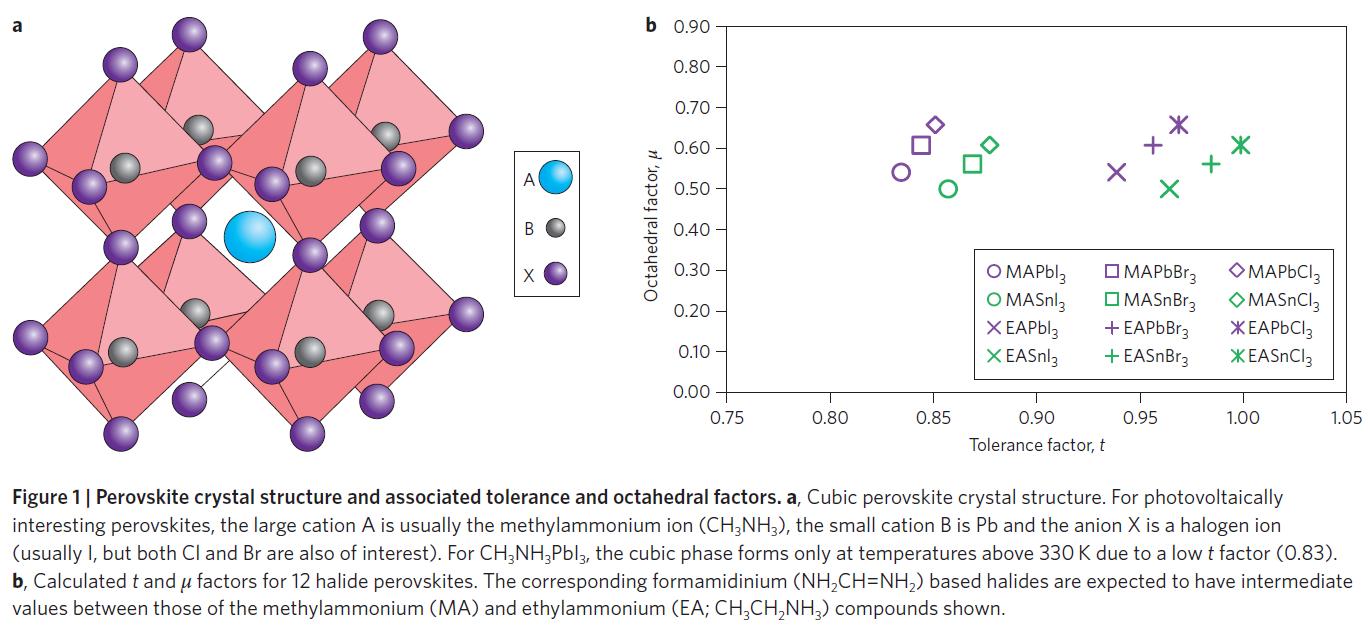 a
A
B
X
b
0.90
0.80
0.70
0.60
0.50
0.40
0.30
0.20
0.10
0.00
Octahedral factor, μ
0.75 0.80 0.85 0.90 0.95 1.00 1.05
Tolerance factor, t
MAPbI₃ MAPbBr₃ MAPbCl₃
MASnI₃ MASnBr₃ MASnCl₃
EAPbI₃ EAPbBr₃ EAPbCl₃
EASnI₃ EASnBr₃ EASnCl₃
Figure 1 | Perovskite crystal structure and associated tolerance and octahedral factors. a, Cubic perovskite crystal structure. For photovoltaically
interesting perovskites, the large cation A is usually the methylammonium ion (CH₃NH₃), the small cation B is Pb and the anion X is a halogen ion
(usually I, but both Cl and Br are also of interest). For CH₃NH₃PbI₃, the cubic phase forms only at temperatures above 330 K due to a low t factor (0.83).
b, Calculated t and μ factors for 12 halide perovskites. The corresponding formamidinium (NH₂CH=NH₂) based halides are expected to have intermediate
values between those of the methylammonium (MA) and ethylammonium (EA; CH₃CH₂NH₃) compounds shown.